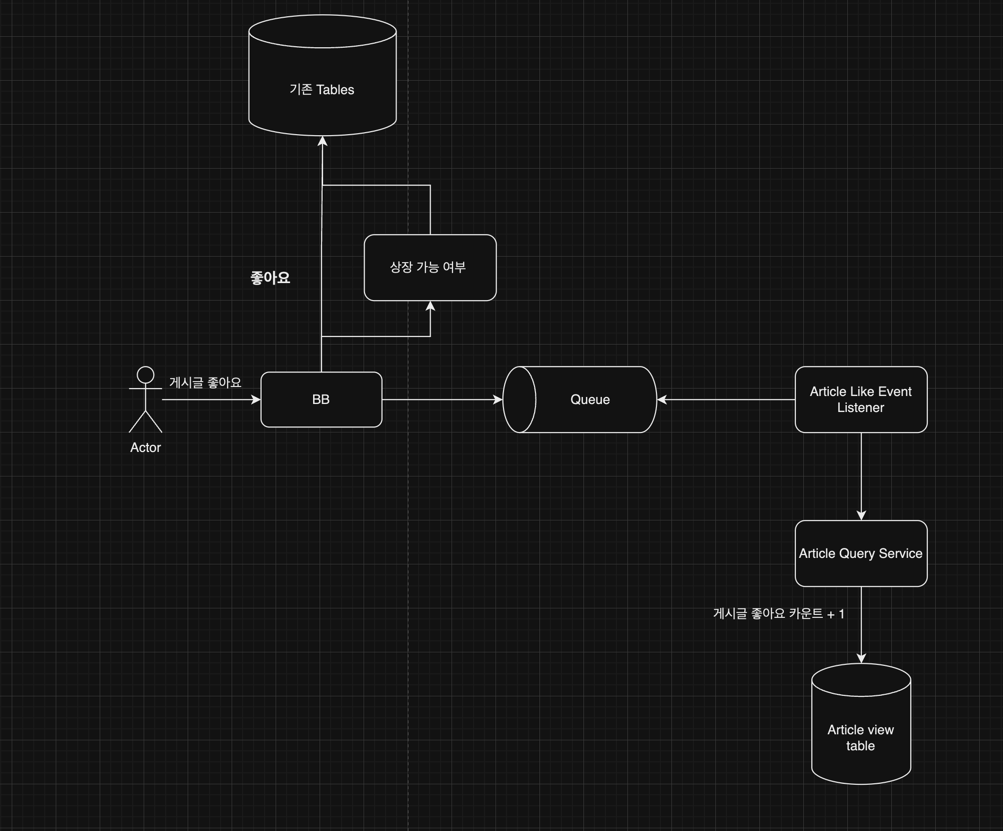 기존 Tables
상장 가능 여부
좋아요
게시글 좋아요
BB
Queue
Article Like Event
Listener
Actor
Article Query Service
게시글 좋아요 카운트 + 1
Article view
table